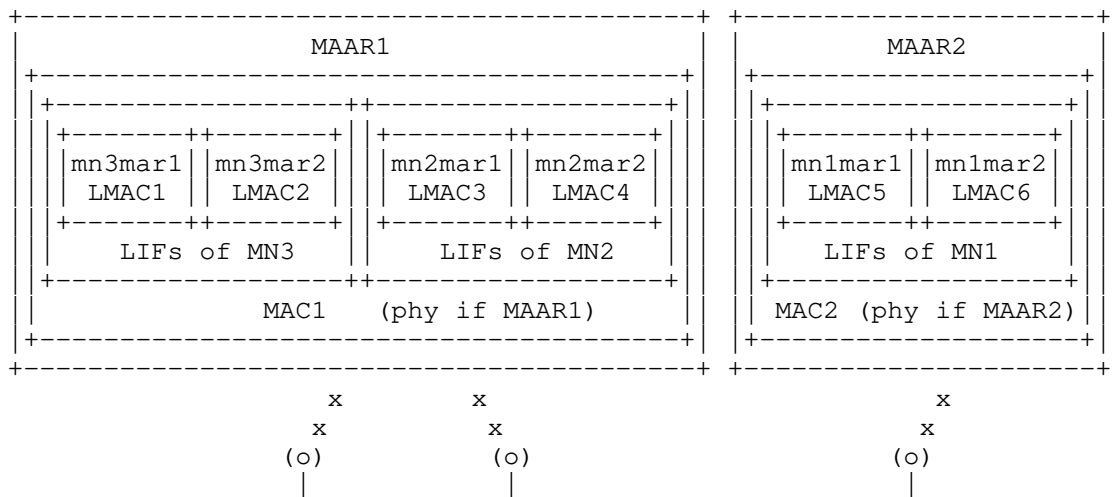 MAAR1 MAAR2
mn3mar1 mn3mar2 mn2mar1 mn2mar2 mn1mar1 mn1mar2
LMAC1 LMAC2 LMAC3 LMAC4 LMAC5 LMAC6
LIFs of MN3 LIFs of MN2 LIFs of MN1
MAC1 (phy if MAAR1) MAC2 (phy if MAAR2)
x x x
x x x
(o) (o) (o)